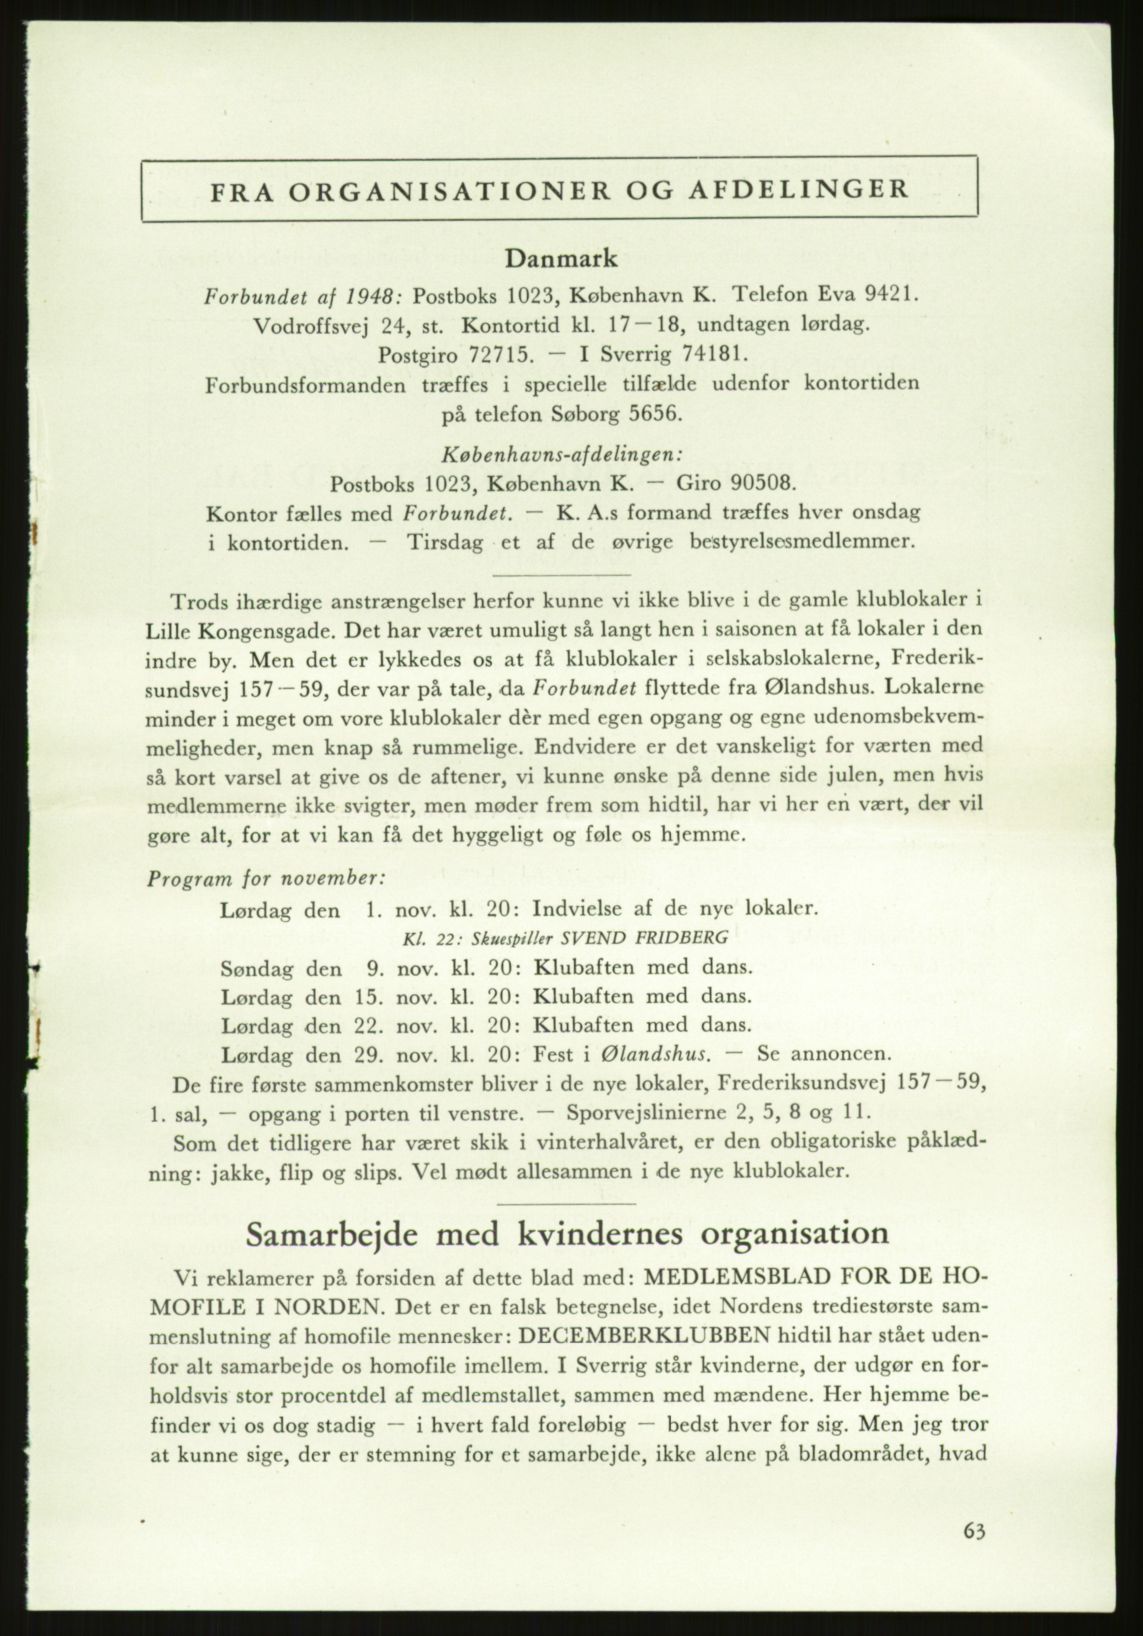 FRA ORGANISATIONER OG AFDELINGER
Danmark
Forbundet af 1948: Postboks 1023, København K. Telefon Eva 9421.
Vodroffsvej 24, st. Kontortid kl. 17—18, undtagen lørdag.
Postgiro 72715. — I Sverrig 74181.
Forbundsformanden træffes i specielle tilfælde udenfor kontortiden
på telefon Søborg 5656.
Københavns-afdelingen:
Postboks 1023, København K. — Giro 90508.
Kontor fælles med Forbundet. — K. A.s formand træffes hver onsdag
i kontortiden. — Tirsdag et af de øvrige bestyrelsesmedlemmer.
Trods ihærdige anstrængelser herfor kunne vi ikke blive i de gamle klublokaler i
Lille Kongensgade. Det har været umuligt så langt hen i saisonen at få lokaler i den
indre by. Men det er lykkedes os at få klublokaler i selskabslokalerne, Frederik-
sundsvej 157—59, der var på tale, da Forbundet flyttede fra Ølandshus. Lokalerne
minder i meget om vore klublokaler dèr med egen opgang og egne udenomsbekvem-
meligheder, men knap så rummelige. Endvidere er det vanskeligt for værten med
så kort varsel at give os de aftener, vi kunne ønske på denne side julen, men hvis
medlemmerne ikke svigter, men møder frem som hidtil, har vi her en vært, der vil
gøre alt, for at vi kan få det hyggeligt og føle os hjemme.
Program for november:
Lørdag den 1. nov. kl. 20: Indvielse af de nye lokaler.
Kl. 22: Skuespiller SVEND FRIDBERG
Søndag den 9. nov. kl. 20: Klubaften med dans.
Lørdag den 15. nov. kl. 20: Klubaften med dans.
Lørdag den 22. nov. kl. 20: Klubaften med dans.
Lørdag den 29. nov. kl. 20: Fest i Ølandshus. — Se annoncen.
De fire første sammenkomster bliver i de nye lokaler, Frederiksundsvej 157—59,
1. sal, — opgang i porten til venstre. — Sporvejslinierne 2, 5, 8 og 11.
Som det tidligere har været skik i vinterhalvåret, er den obligatoriske påklæd-
ning: jakke, flip og slips. Vel mødt allesammen i de nye klublokaler.
Samarbejde med kvindernes organisation
Vi reklamerer på forsiden af dette blad med: MEDLEMSBLAD FOR DE HO-
MOFILE I NORDEN. Det er en falsk betegnelse, idet Nordens trediestørste sam-
menslutning af homofile mennesker: DECEMBERKLUBBEN hidtil har stået uden-
for alt samarbejde os homofile imellem. I Sverrig står kvinderne, der udgør en for-
holdsvis stor procentdel af medlemstallet, sammen med mændene. Her hjemme be-
finder vi os dog stadig — i hvert fald foreløbig — bedst hver for sig. Men jeg tror
at kunne sige, der er stemning for et samarbejde, ikke alene på bladområdet, hvad
63